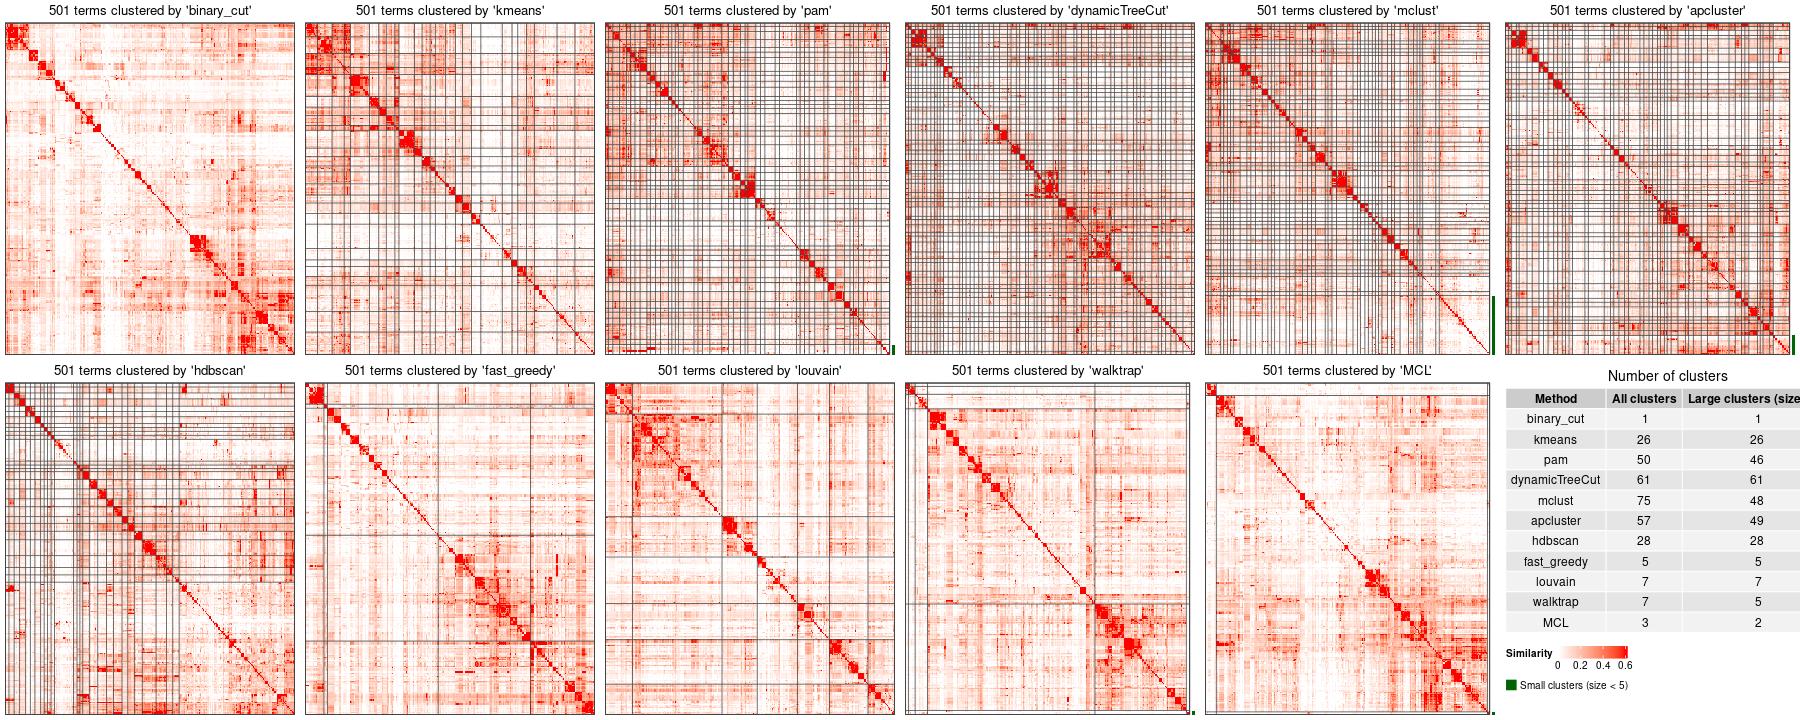 501 terms clustered by 'binary_cut'
501 terms clustered by 'kmeans'
501 terms clustered by 'pam'
501 terms clustered by 'dynamicTreeCut'
501 terms clustered by 'mclust'
501 terms clustered by 'apcluster'
501 terms clustered by 'hdbscan'
501 terms clustered by 'fast_greedy'
501 terms clustered by 'louvain'
501 terms clustered by 'walktrap'
501 terms clustered by 'MCL'
Number of clusters
Method All clusters Large clusters (size
binary_cut 1 1
kmeans 26 26
pam 50 46
dynamicTreeCut 61 61
mclust 75 48
apcluster 57 49
hdbscan 28 28
fast_greedy 5 5
louvain 7 7
walktrap 7 5
MCL 3 2
Similarity
0 0.2 0.4 0.6
Small clusters (size < 5)